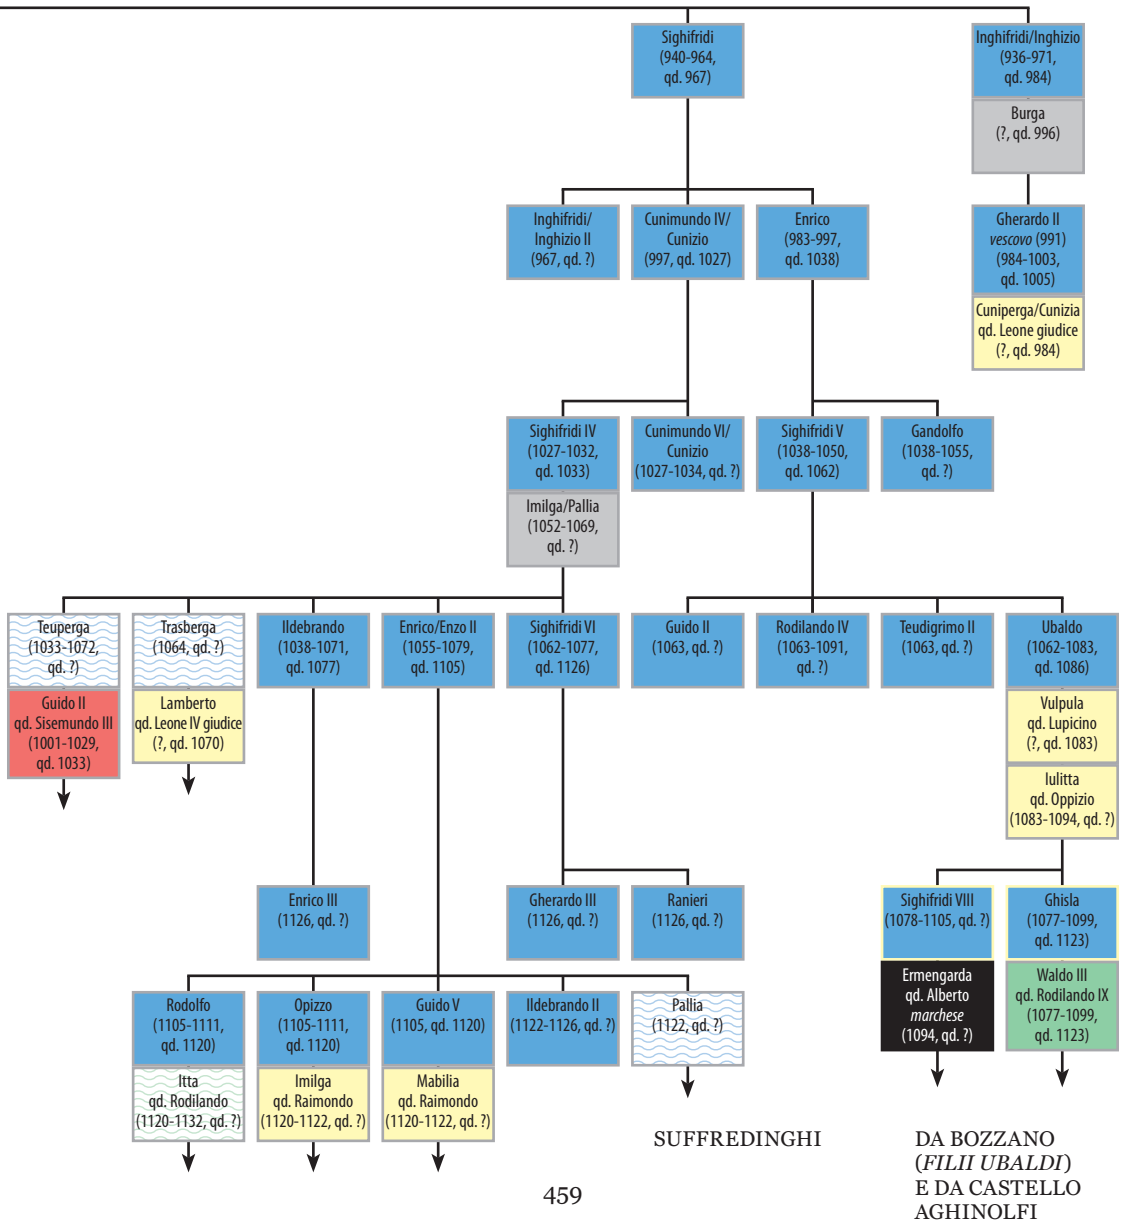 Sighifridi
(940-964,
qd. 967)
Inghifridi/Inghizio
(936-971,
qd. 984)
Burga
(?, qd. 996)
Inghifridi/
Inghizio II
(967, qd. ?)
Cunimundo IV/
Cunizio
(997, qd. 1027)
Enrico
(983-997,
qd. 1038)
Gherardo II
vescovo (991)
(984-1003,
qd. 1005)
Cuniperga/Cunizia
qd. Leone giudice
(?, qd. 984)
Sighifridi IV
(1027-1032,
qd. 1033)
Imilga/Pallia
(1052-1069,
qd. ?)
Cunimundo VI/
Cunizio
(1027-1034, qd. ?)
Sighifridi V
(1038-1050,
qd. 1062)
Gandolfo
(1038-1055,
qd. ?)
Teuperga
(1033-1072,
qd. ?)
Guido II
qd. Sisemundo III
(1001-1029,
qd. 1033)
Trasberga
(1064, qd. ?)
Lamberto
qd. Leone IV giudice
(?, qd. 1070)
Ildebrando
(1038-1071,
qd. 1077)
Enrico/Enzo II
(1055-1079,
qd. 1105)
Sighifridi VI
(1062-1077,
qd. 1126)
Guido II
(1063, qd. ?)
Rodilando IV
(1063-1091,
qd. ?)
Teudigrimo II
(1063, qd. ?)
Ubaldo
(1062-1083,
qd. 1086)
Vulpula
qd. Lupicino
(?, qd. 1083)
Iulitta
qd. Oppizio
(1083-1094, qd. ?)
Enrico III
(1126, qd. ?)
Gherardo III
(1126, qd. ?)
Ranieri
(1126, qd. ?)
Sighifridi VIII
(1078-1105, qd. ?)
Ermengarda
qd. Alberto
marchese
(1094, qd. ?)
Ghisla
(1077-1099,
qd. 1123)
Waldo III
qd. Rodilando IX
(1077-1099,
qd. 1123)
Rodolfo
(1105-1111,
qd. 1120)
Itta
qd. Rodilando
(1120-1132, qd. ?)
Opizzo
(1105-1111,
qd. 1120)
Imilga
qd. Raimondo
(1120-1122, qd. ?)
Guido V
(1105, qd. 1120)
Mabilia
qd. Raimondo
(1120-1122, qd. ?)
Ildebrando II
(1122-1126, qd. ?)
Pallia
(1122, qd. ?)
SUFFREDINGHI
DA BOZZANO
(FILII UBALDI)
E DA CASTELLO
AGHINOLFI
459